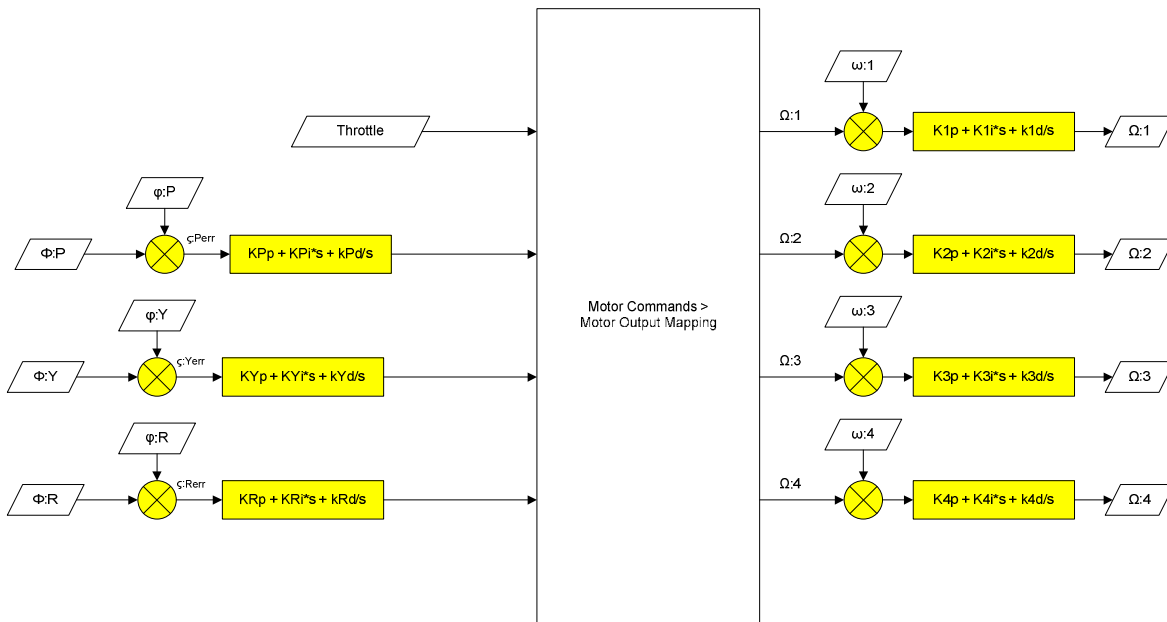 ω:1
Throttle
Ω:1
K1p + K1i*s + k1d/s
Ω:1
φ:P
ω:2
Φ:P
ς:Perr
KPp + KPi*s + kPd/s
Ω:2
K2p + K2i*s + k2d/s
Ω:2
Motor Commands >
Motor Output Mapping
φ:Y
ω:3
Φ:Y
ς:Yerr
KYp + KYi*s + kYd/s
Ω:3
K3p + K3i*s + k3d/s
Ω:3
φ:R
ω:4
Φ:R
ς:Rerr
KRp + KRi*s + kRd/s
Ω:4
K4p + K4i*s + k4d/s
Ω:4